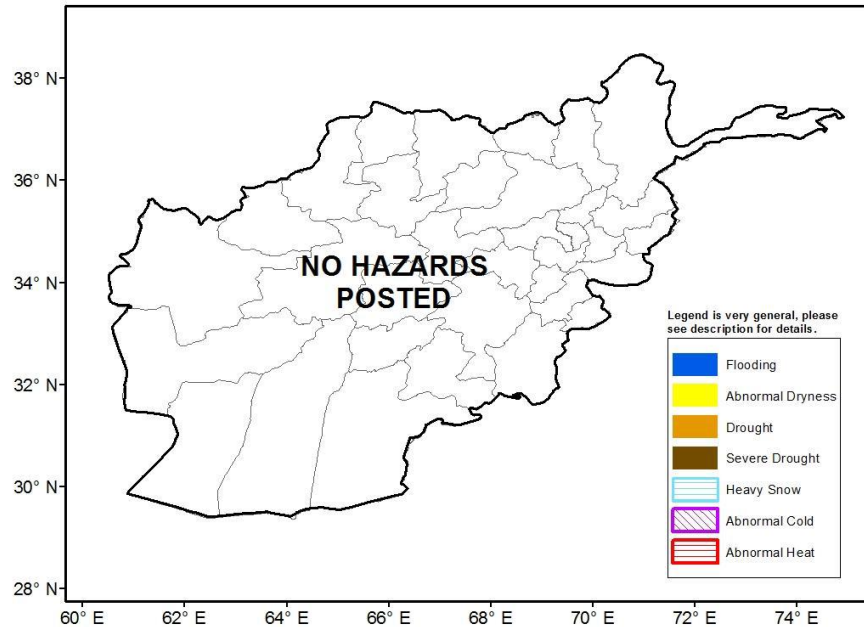 38° N
36° N
34° N
32° N
30° N
28° N
NO HAZARDS
POSTED
Legend is very general, please
see description for details.
Flooding
Abnormal Dryness
Drought
Severe Drought
Heavy Snow
Abnormal Cold
Abnormal Heat
60° E 62° E 64° E 66° E 68° E 70° E 72° E 74° E